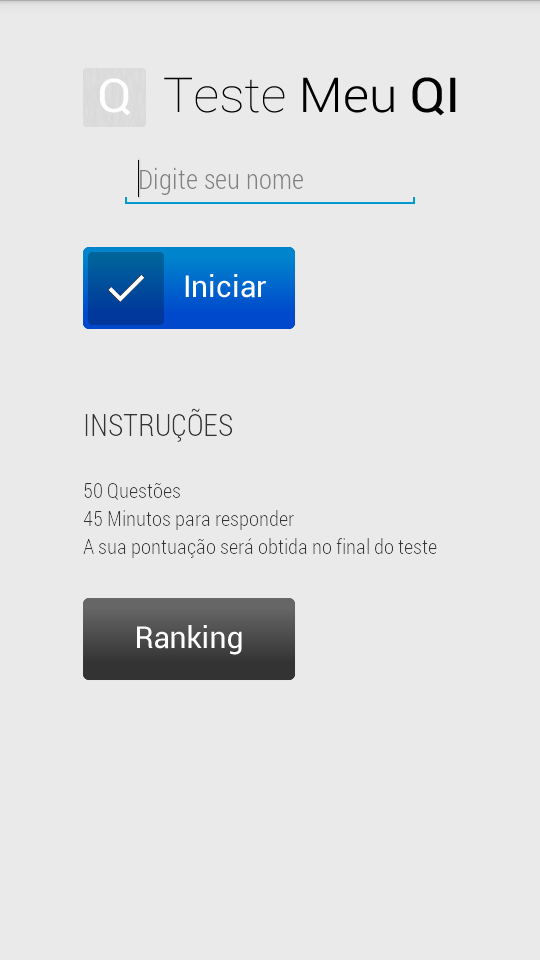 Q Teste Meu QI
Digite seu nome
Iniciar
INSTRUÇÕES
50 Questões
45 Minutos para responder
A sua pontuação será obtida no final do teste
Ranking